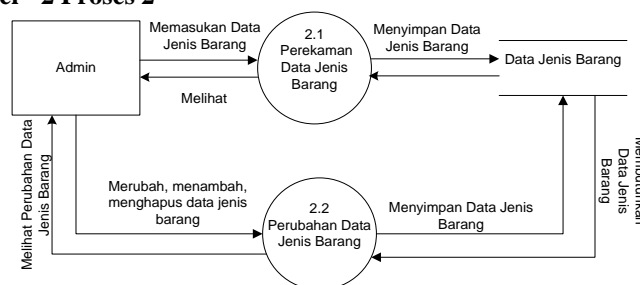 2 Proses 2
Memasukan Data
Jenis Barang
2.1
Perekaman
Data Jenis
Barang
Menyimpan Data
Jenis Barang
Admin
Data Jenis Barang
Melihat
Melihat Perubahan Data
Jenis Barang
Merubah, menambah,
menghapus data jenis
barang
2.2
Perubahan Data
Jenis Barang
Menyimpan Data Jenis
Barang
Data Jenis
Barang